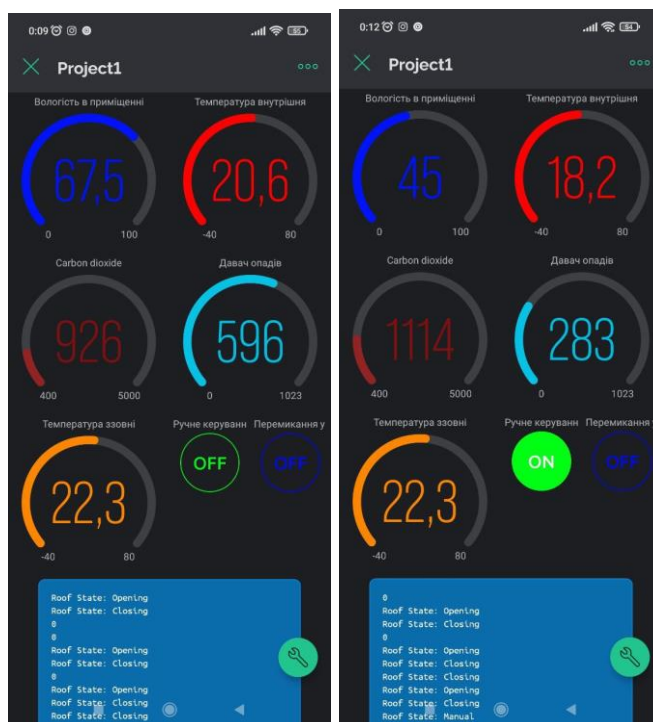 0:09
55
Project1
Вологість в приміщенні
Температура внутрішня
67,5
20,6
0
100
-40
80
Carbon dioxide
Давач опадів
926
596
400
5000
0
1023
Температура ззовні
Ручне керуванн
Перемикання у
22,3
OFF
OFF
-40
80
Roof State: Opening
Roof State: Closing
0
0
Roof State: Opening
Roof State: Closing
0
Roof State: Opening
Roof State: Closing
Roof State: Closing
0:12
54
Project1
Вологість в приміщенні
Температура внутрішня
45
18,2
0
100
-40
80
Carbon dioxide
Давач опадів
1114
283
400
5000
0
1023
Температура ззовні
Ручне керуванн
Перемикання у
22,3
ON
OFF
-40
80
0
Roof State: Opening
Roof State: Closing
0
Roof State: Opening
Roof State: Closing
Roof State: Closing
Roof State: Opening
Roof State: Closing
Roof State: Manual